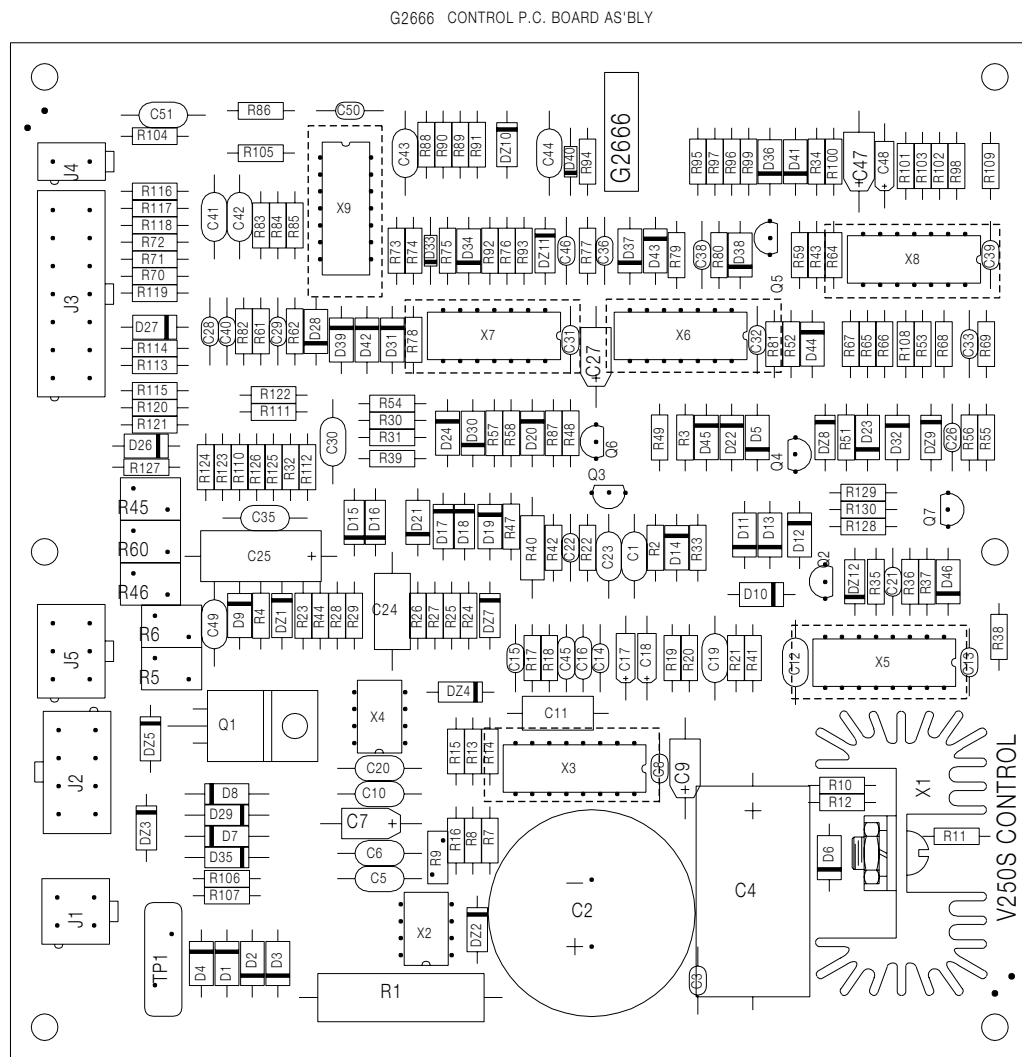 G2666 CONTROL P.C. BOARD AS'BLY
C51 R86 C50
R104 R105
J4 X9
C43 R88 R90 R89 R91 DZ10 C44 D40 R94 G2666
R95 R97 R96 R99 D36 D41 R34 R100 C47 + C48 + R101 R103 R102 R98 R109
R116
R117
R118
R72
R71
R70
R119
J3
C41 C42 R83 R84 R85
R73 R74 D33 R75 D34 R92 R76 R93 DZ11 C46 R77 C36 D37 D43 R79 C38 R80 D38 Q5 R59 R43 R64 X8 C39
D27
R114
R113
C28 C40 R82 R61 C29 R62 D28 D39 D42 D31 R78 X7 C31 C27 + X6 C32 R81 R52 D44 R67 R65 R66 R108 R53 R68 C33 R69
R115
R120
R121
R122
R111
R54
R30
R31
R39
D26
R127
R124 R123 R110 R126 R125 R32 R112 C30
D24 D30 R57 R58 D20 R87 R48 Q6 R49 R3 D45 D22 D5 Q4 DZ8 R51 D23 D32 DZ9 C26 R56 R55
Q3
R45
R60
R46
C35
C25 +
D15 D16 D21 D17 D18 D19 R47 R40 R42 C22 R22 C23 C1 R2 D14 R33 D11 D13 D12
R129
R130
R128
Q7
Q2
D10
DZ12 R35 C21 R36 R37 D46
R38
R6
R5
C49 D9 R4 DZ1 R23 R44 R28 R29 C24 R26 R27 R25 R24 DZ7
J5
C15 R17 R18 C45 C16 C14 C17 + C18 + R19 R20 C19 R21 R41 C12 X5 C13
DZ4
Q1 X4 C11
J2 DZ5
R15 R13 R14 X3 C8 C9 +
C20
C10
C7 +
C6
C5
D8
D29
D7
D35
R106
R107
DZ3
R9 R16 R8 R7
R10
R12
X1
R11
D6
V250S CONTROL
C2 − +
C4 +
C3
J1
TP1
D4 D1 D2 D3
X2 DZ2
R1